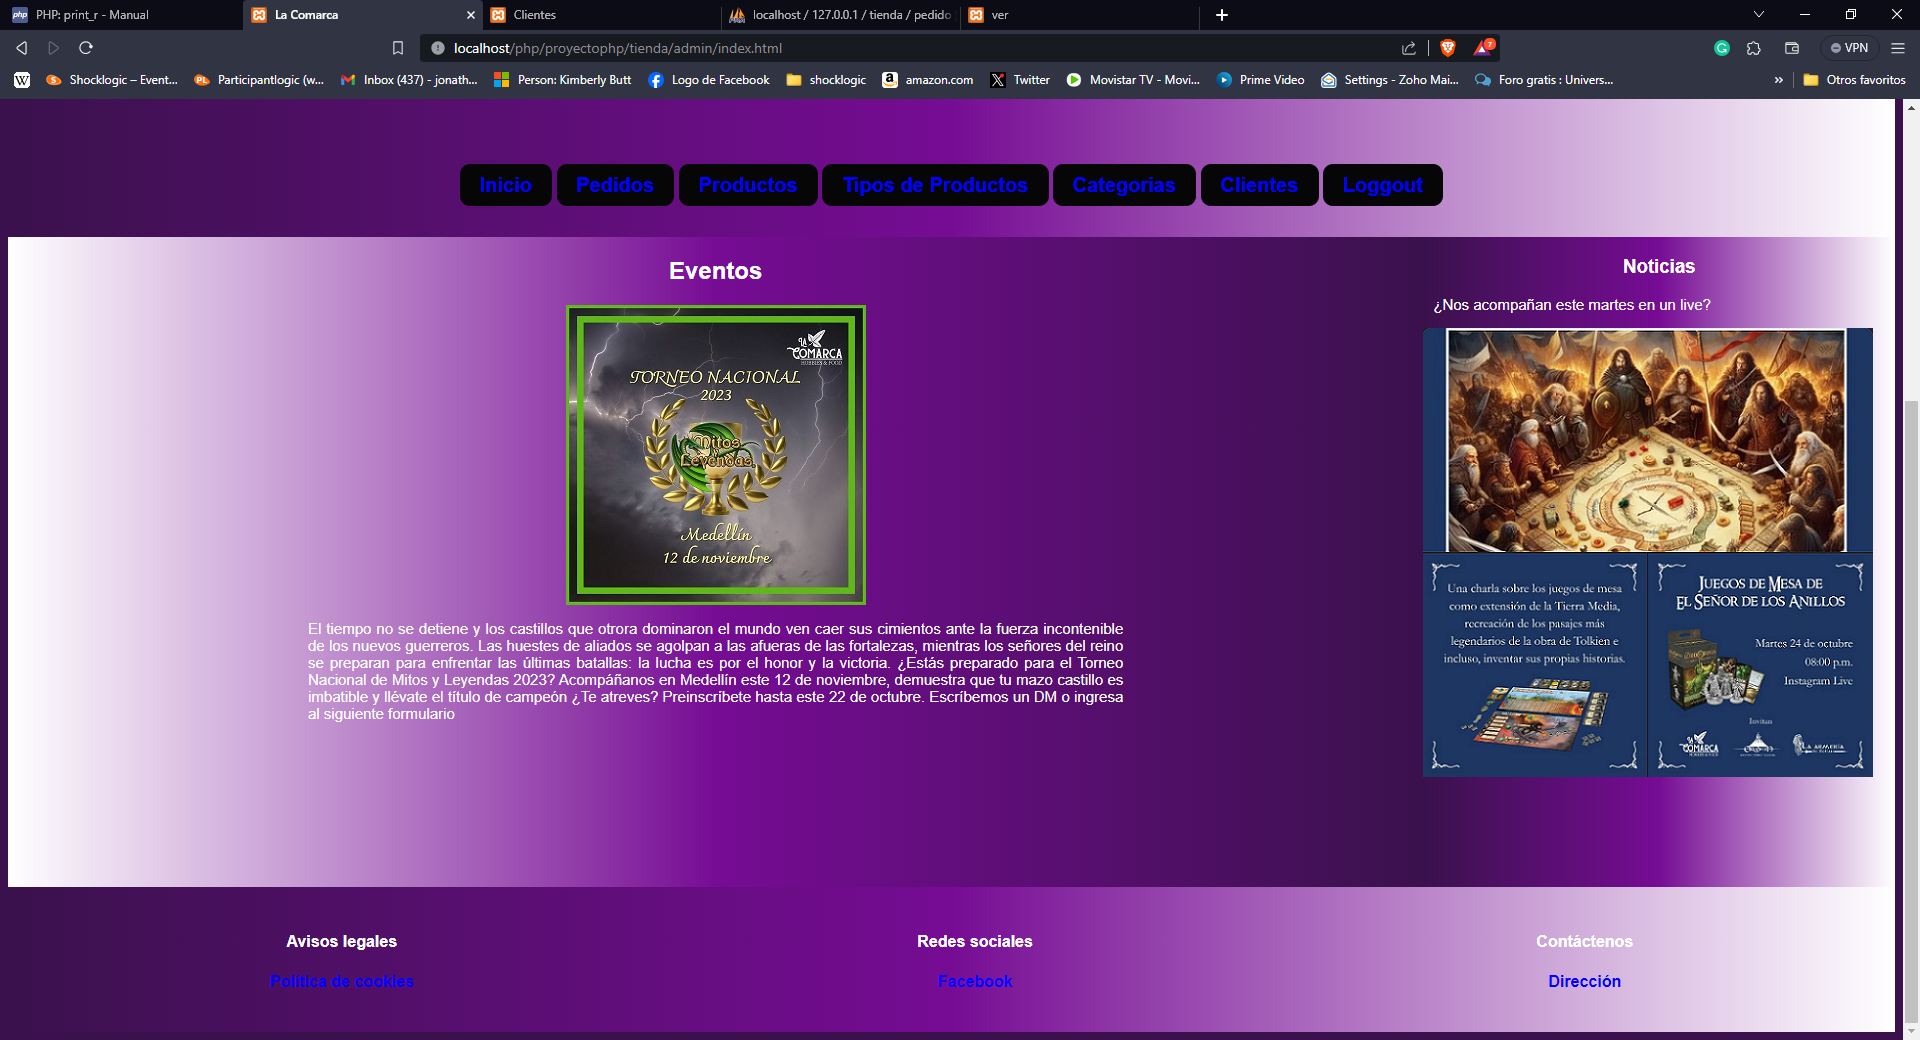 PHP: print_r - Manual
La Comarca
Clientes
localhost / 127.0.0.1 / tienda / pedido
ver
localhost/php/proyectophp/tienda/admin/index.html
7
VPN
Shocklogic – Event...
Participantlogic (w...
Inbox (437) - jonath...
Person: Kimberly Butt
Logo de Facebook
shocklogic
amazon.com
Twitter
Movistar TV - Movi...
Prime Video
Settings - Zoho Mai...
Foro gratis : Univers...
Otros favoritos
Inicio
Pedidos
Productos
Tipos de Productos
Categorias
Clientes
Loggout
Eventos
LA COMARCA
HOBBIES & FOOD
TORNEO NACIONAL
2023
Mitos
Leyendas
Medellín
12 de noviembre
El tiempo no se detiene y los castillos que otrora dominaron el mundo ven caer sus cimientos ante la fuerza incontenible
de los nuevos guerreros. Las huestes de aliados se agolpan a las afueras de las fortalezas, mientras los señores del reino
se preparan para enfrentar las últimas batallas: la lucha es por el honor y la victoria. ¿Estás preparado para el Torneo
Nacional de Mitos y Leyendas 2023? Acompáñanos en Medellín este 12 de noviembre, demuestra que tu mazo castillo es
imbatible y llévate el título de campeón ¿Te atreves? Preinscríbete hasta este 22 de octubre. Escríbemos un DM o ingresa
al siguiente formulario
Noticias
¿Nos acompañan este martes en un live?
Una charla sobre los juegos de mesa
como extensión de la Tierra Media,
recreación de los pasajes más
legendarios de la obra de Tolkien e
incluso, inventar sus propias historias.
JUEGOS DE MESA DE
EL SEÑOR DE LOS ANILLOS
Martes 24 de octubre
08:00 p.m.
Instagram Live
Invitan
LA COMARCA
LA ARMERÍA
Avisos legales
Politica de cookies
Redes sociales
Facebook
Contáctenos
Dirección